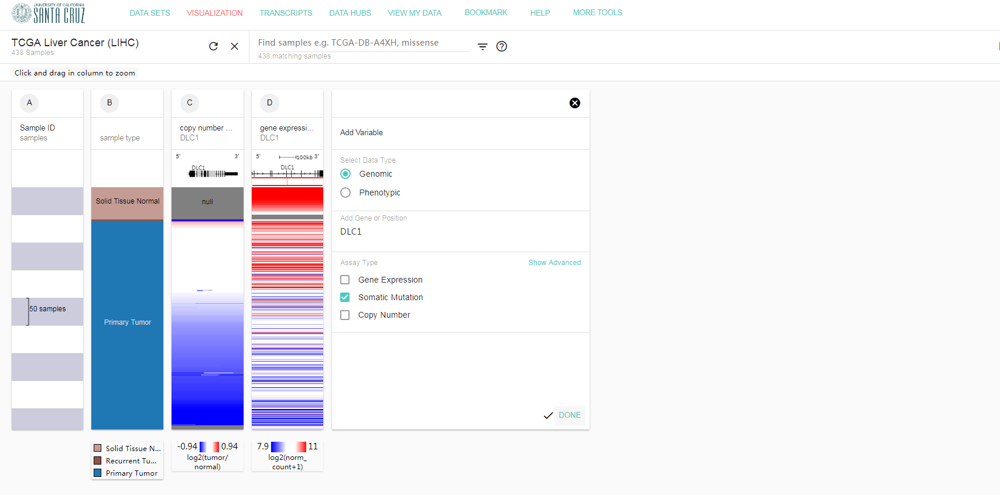 UNIVERSITY OF CALIFORNIA
SANTA CRUZ
DATA SETS
VISUALIZATION
TRANSCRIPTS
DATA HUBS
VIEW MY DATA
BOOKMARK
HELP
MORE TOOLS
TCGA Liver Cancer (LIHC)
438 Samples
Find samples e.g. TCGA-DB-A4XH, missense
438 matching samples
Click and drag in column to zoom
A
Sample ID
samples
50 samples
B
sample type
Solid Tissue Normal
Primary Tumor
Solid Tissue N...
Recurrent Tu...
Primary Tumor
C
copy number ...
DLC1
5' 3'
DLC1
null
-0.94 0.94
log2(tumor/
normal)
D
gene expressi...
DLC1
5' 100kb 3'
DLC1
7.9 11
log2(norm_
count+1)
Add Variable
Select Data Type
Genomic
Phenotypic
Add Gene or Position
DLC1
Assay Type
Show Advanced
Gene Expression
Somatic Mutation
Copy Number
DONE